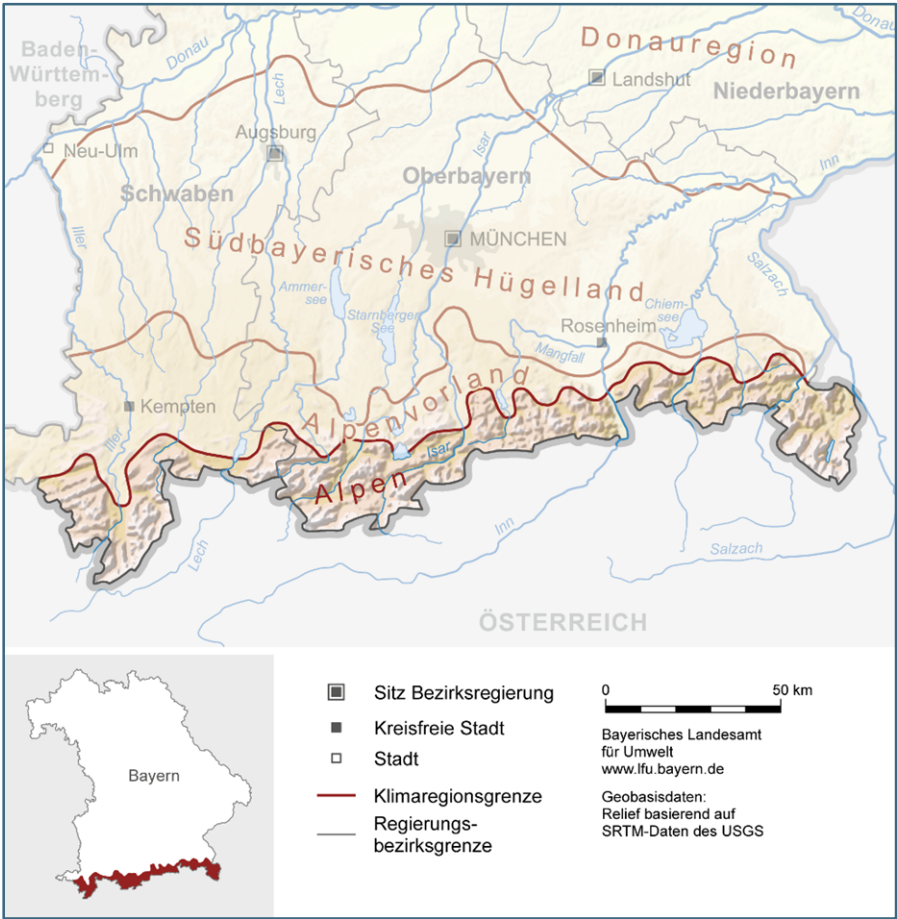 Baden-
Württem-
berg
Donau
Donauregion
Donau
Landshut
Niederbayern
Lech
Augsburg
Isar
Inn
Neu-Ulm
Schwaben
Oberbayern
MÜNCHEN
Iller
Südbayerisches Hügelland
Salzach
Ammer-
see
Starnberger
See
Chiem-
see
Rosenheim
Mangfall
Kempten
Alpenvorland
Iller
Isar
Alpen
Lech
Inn
Salzach
ÖSTERREICH
Bayern
Sitz Bezirksregierung
Kreisfreie Stadt
Stadt
Klimaregionsgrenze
Regierungs-
bezirksgrenze
0 50 km
Bayerisches Landesamt
für Umwelt
www.lfu.bayern.de
Geobasisdaten:
Relief basierend auf
SRTM-Daten des USGS